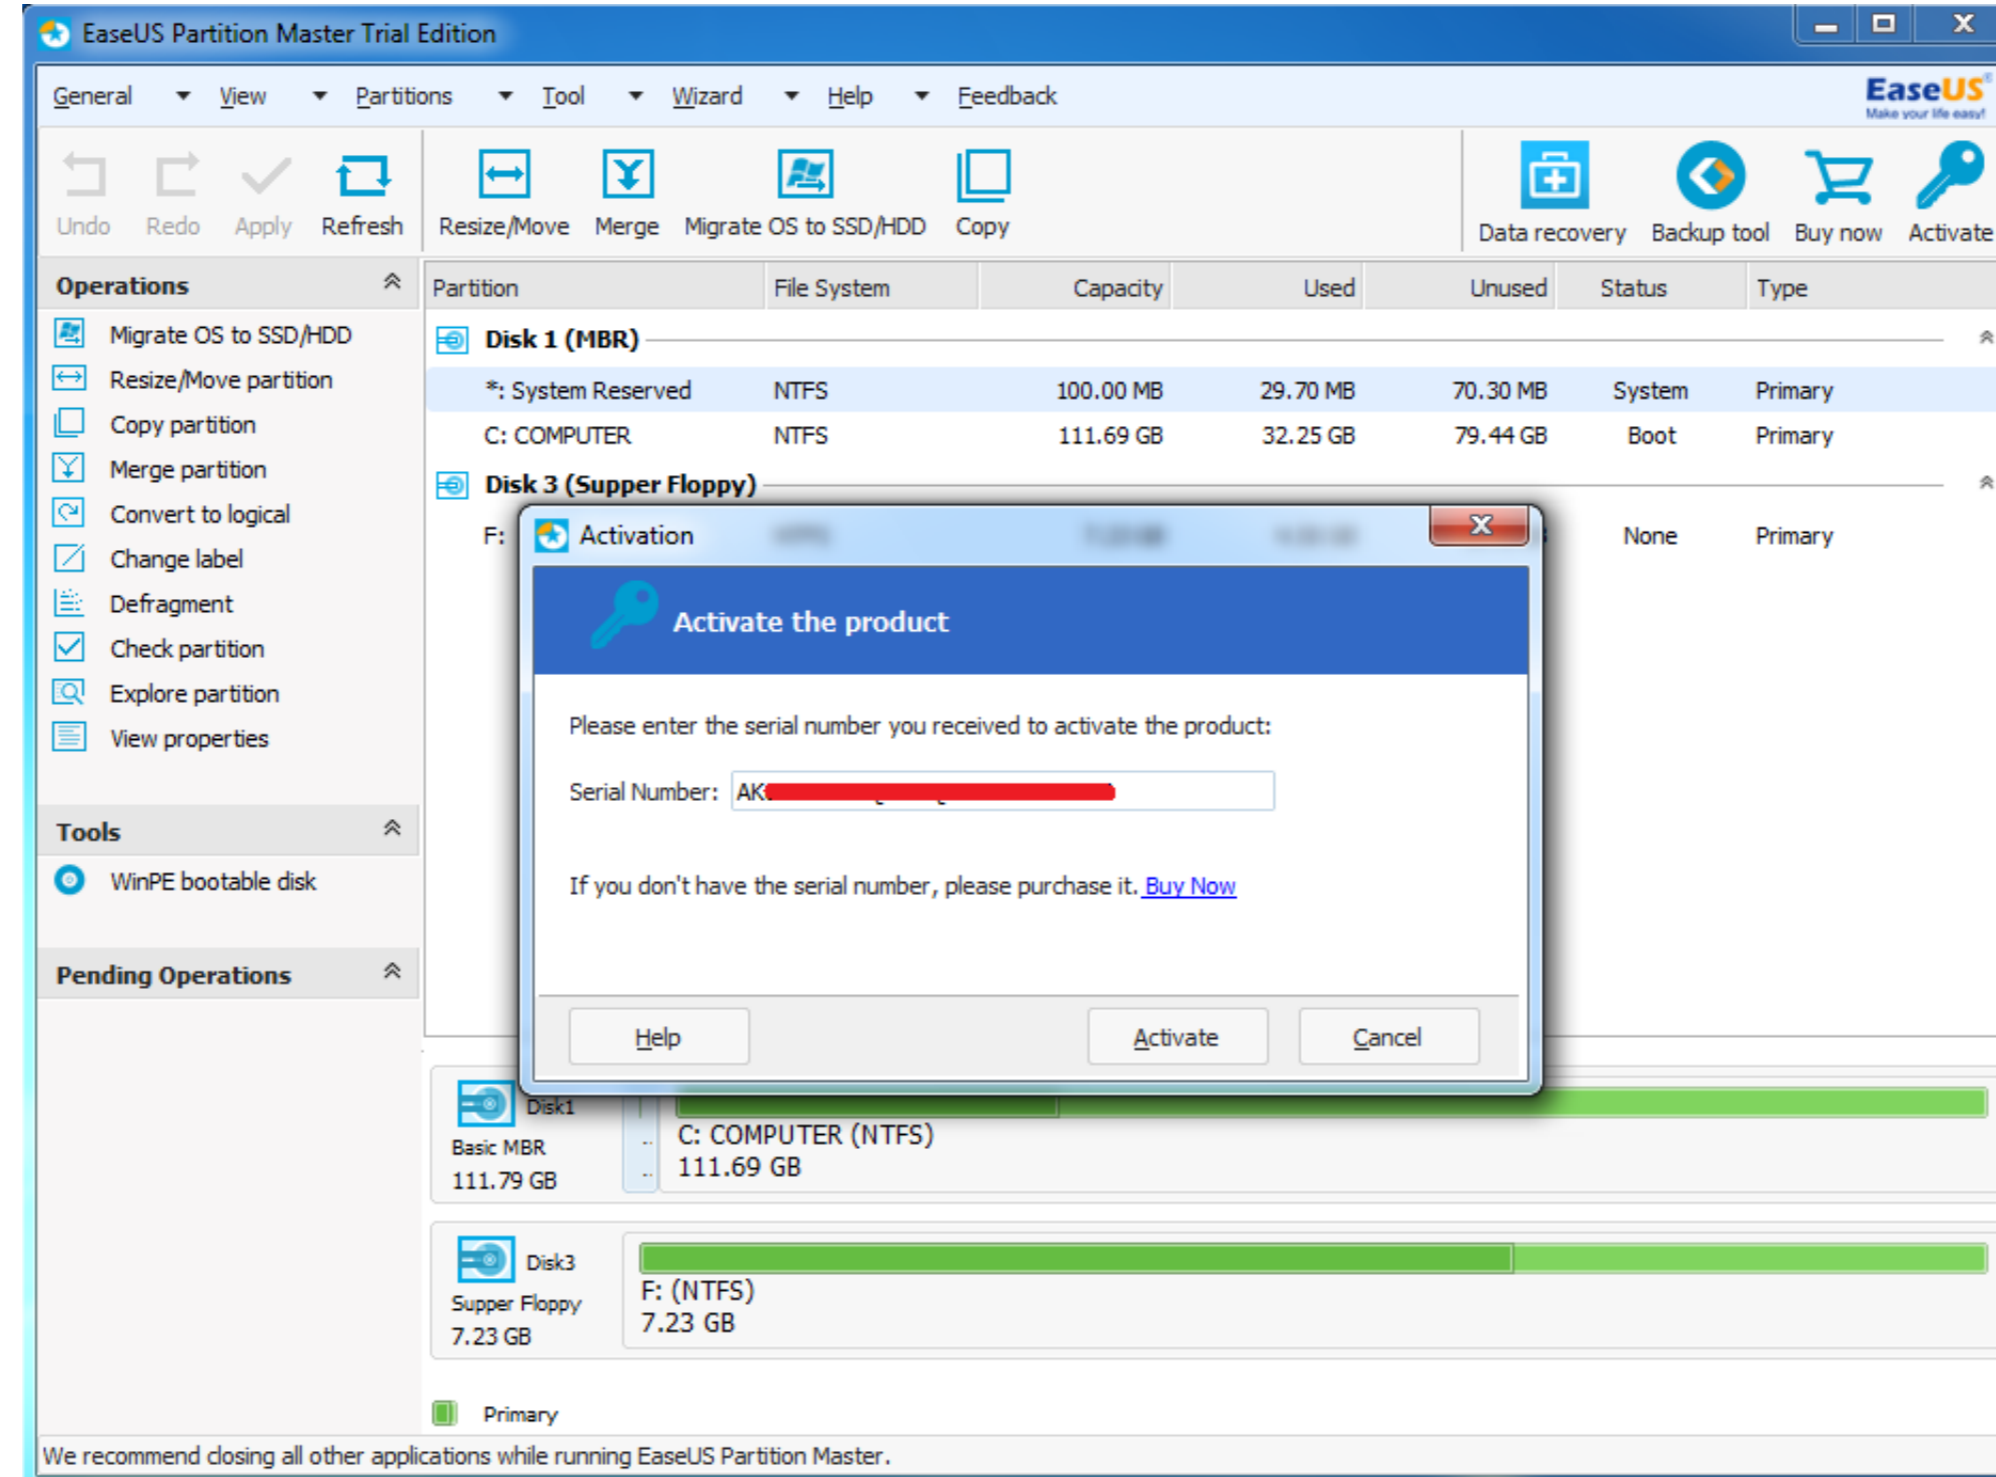 EaseUS Partition Master Trial Edition
General View Partitions Tool Wizard Help Feedback
EaseUS®
Make your life easy!
Undo Redo Apply Refresh Resize/Move Merge Migrate OS to SSD/HDD Copy Data recovery Backup tool Buy now Activate
Operations
Migrate OS to SSD/HDD
Resize/Move partition
Copy partition
Merge partition
Convert to logical
Change label
Defragment
Check partition
Explore partition
View properties
Tools
WinPE bootable disk
Pending Operations
Partition File System Capacity Used Unused Status Type
Disk 1 (MBR)
*: System Reserved NTFS 100.00 MB 29.70 MB 70.30 MB System Primary
C: COMPUTER NTFS 111.69 GB 32.25 GB 79.44 GB Boot Primary
Disk 3 (Supper Floppy)
F: None Primary
Activation
Activate the product
Please enter the serial number you received to activate the product:
Serial Number: AK
If you don't have the serial number, please purchase it. Buy Now
Help Activate Cancel
Disk1
Basic MBR
111.79 GB
..
..
C: COMPUTER (NTFS)
111.69 GB
Disk3
Supper Floppy
7.23 GB
F: (NTFS)
7.23 GB
Primary
We recommend closing all other applications while running EaseUS Partition Master.